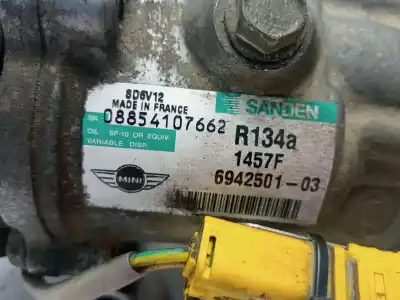 SD6V12
MADE IN FRANCE
SANDEN
SN 08854107662
OIL SP-10 OR EQUIV.
VARIABLE DISP.
R134a
1457F
6942501-03
MINI